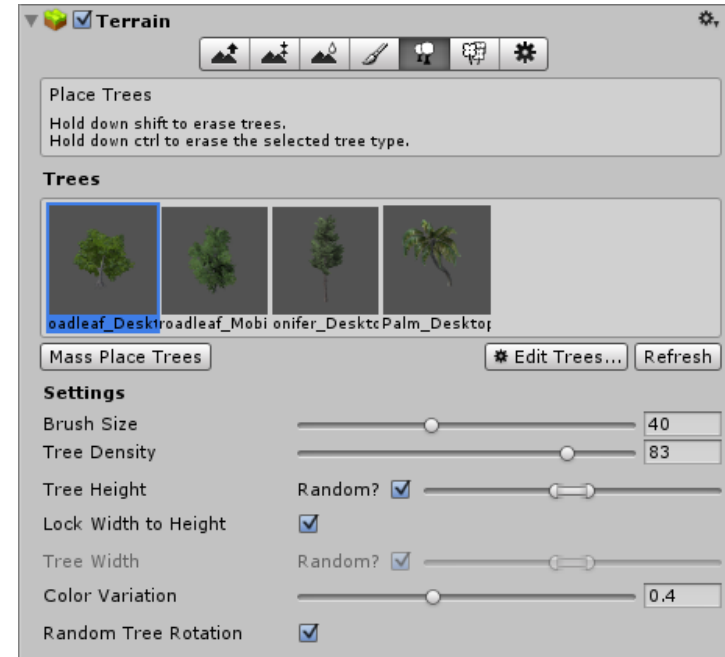 Terrain
Place Trees
Hold down shift to erase trees.
Hold down ctrl to erase the selected tree type.
Trees
oadleaf_Deskt roadleaf_Mobi onifer_Deskto Palm_Desktop
Mass Place Trees Edit Trees... Refresh
Settings
Brush Size 40
Tree Density 83
Tree Height Random?
Lock Width to Height
Tree Width Random?
Color Variation 0.4
Random Tree Rotation